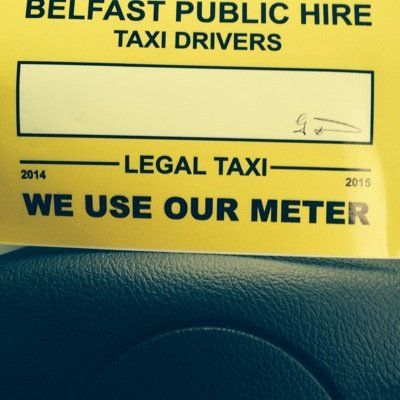 BELFAST PUBLIC HIRE
TAXI DRIVERS
LEGAL TAXI
2014 2015
WE USE OUR METER